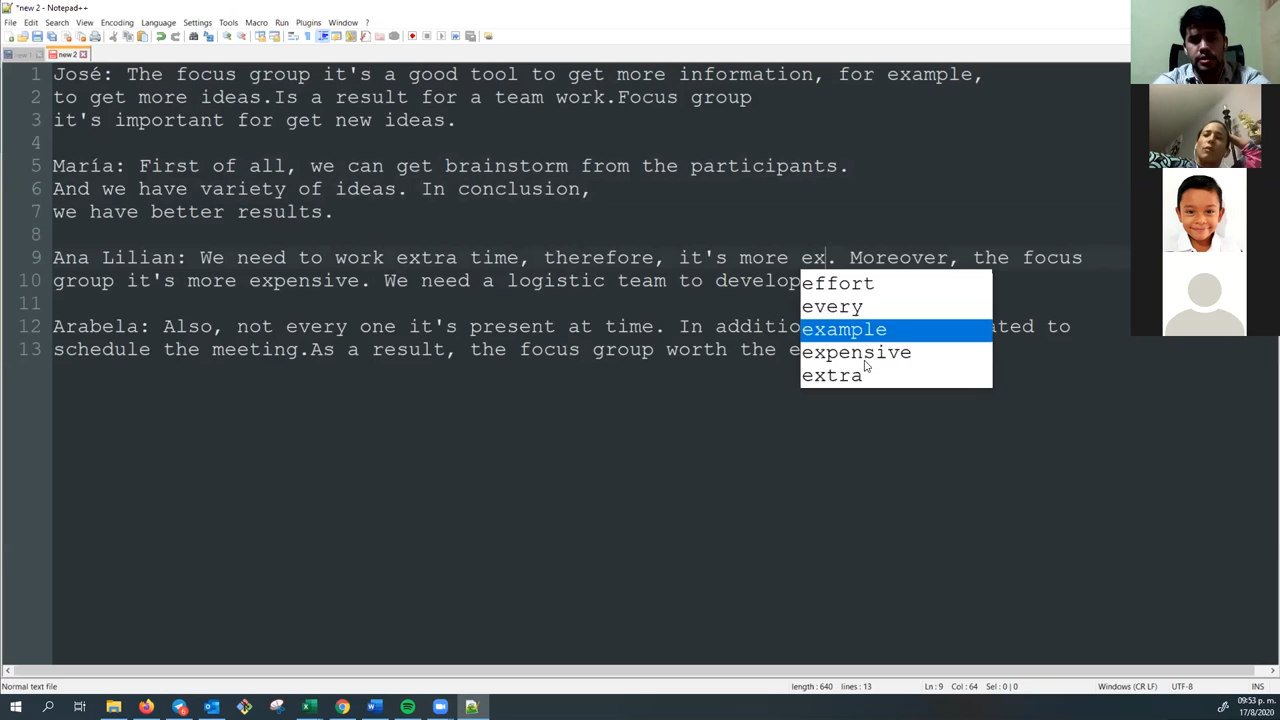 *new 2 - Notepad++
File Edit Search View Encoding Language Settings Tools Macro Run Plugins Window ?
new 1 new 2
1 José: The focus group it's a good tool to get more information, for example,
2 to get more ideas.Is a result for a team work.Focus group
3 it's important for get new ideas.
4
5 María: First of all, we can get brainstorm from the participants.
6 And we have variety of ideas. In conclusion,
7 we have better results.
8
9 Ana Lilian: We need to work extra time, therefore, it's more ex. Moreover, the focus
10 group it's more expensive. We need a logistic team to develop
11
12 Arabela: Also, not every one it's present at time. In additio ated to
13 schedule the meeting.As a result, the focus group worth the e
effort
every
example
expensive
extra
Normal text file length: 640 lines: 13 Ln: 9 Col: 64 Sel: 0 | 0 Windows (CR LF) UTF-8 INS
09:53 p. m.
17/8/2020